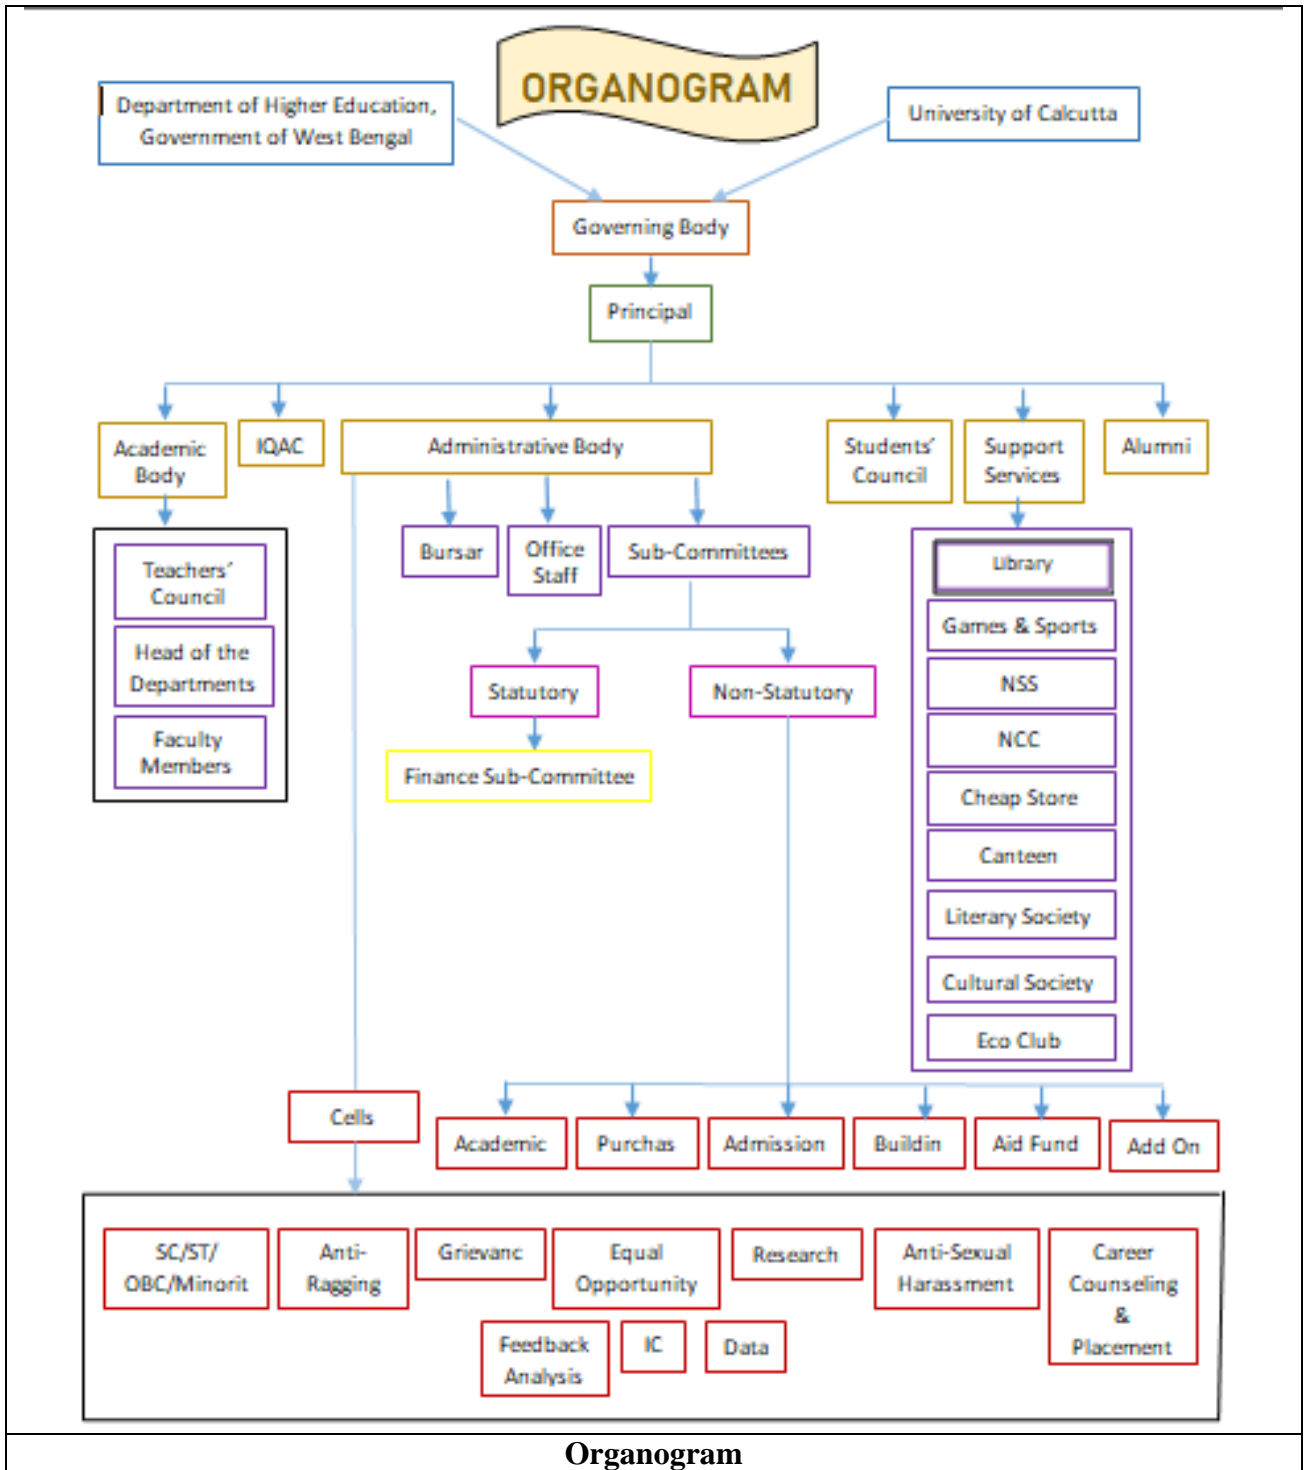 ORGANOGRAM
Department of Higher Education,
Government of West Bengal
University of Calcutta
Governing Body
Principal
Academic
Body
IQAC
Administrative Body
Students'
Council
Support
Services
Alumni
Teachers'
Council
Head of the
Departments
Faculty
Members
Bursar
Office
Staff
Sub-Committees
Statutory
Non-Statutory
Finance Sub-Committee
Library
Games & Sports
NSS
NCC
Cheap Store
Canteen
Literary Society
Cultural Society
Eco Club
Cells
Academic
Purchas
Admission
Buildin
Aid Fund
Add On
SC/ST/
OBC/Minorit
Anti-
Ragging
Grievanc
Equal
Opportunity
Research
Anti-Sexual
Harassment
Career
Counseling
&
Placement
Feedback
Analysis
IC
Data
Organogram